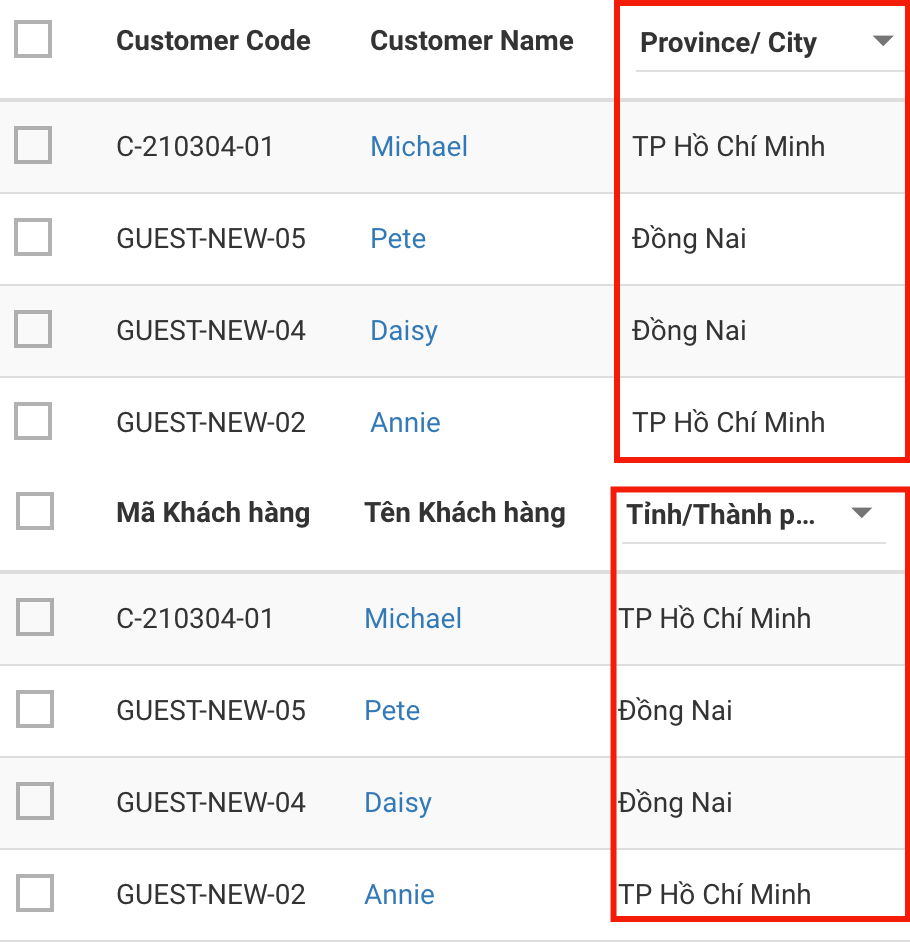 Customer Code Customer Name Province/ City
C-210304-01 Michael TP Hồ Chí Minh
GUEST-NEW-05 Pete Đồng Nai
GUEST-NEW-04 Daisy Đồng Nai
GUEST-NEW-02 Annie TP Hồ Chí Minh
Mã Khách hàng Tên Khách hàng Tỉnh/Thành p...
C-210304-01 Michael TP Hồ Chí Minh
GUEST-NEW-05 Pete Đồng Nai
GUEST-NEW-04 Daisy Đồng Nai
GUEST-NEW-02 Annie TP Hồ Chí Minh